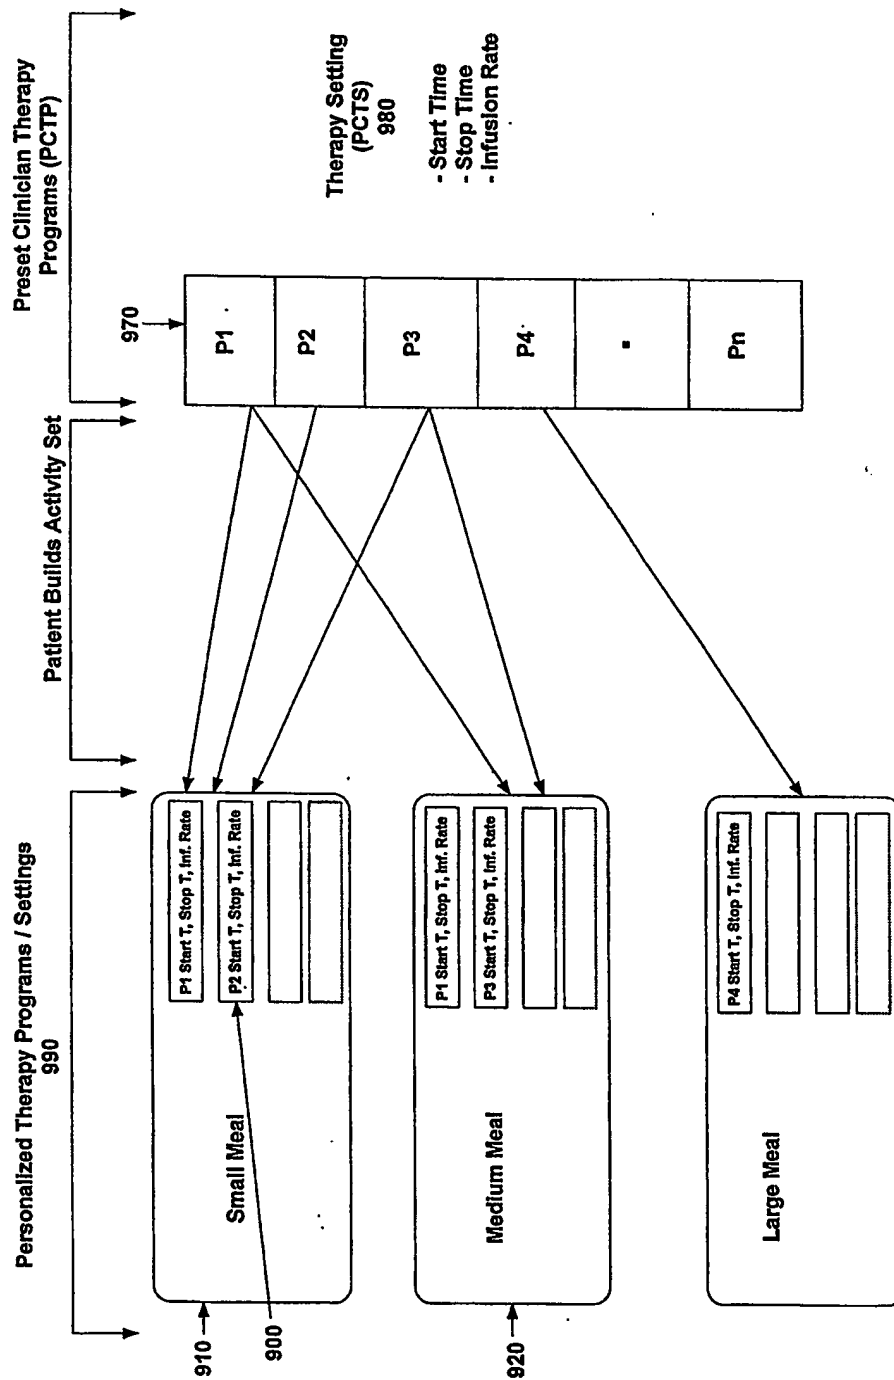 Personalized Therapy Programs / Settings
990
Patient Builds Activity Set
Preset Clinician Therapy
Programs (PCTP)
910
Small Meal
P1 Start T, Stop T, Inf. Rate
P2 Start T, Stop T, Inf. Rate
900
920
Medium Meal
P1 Start T, Stop T, Inf. Rate
P3 Start T, Stop T, Inf. Rate
Large Meal
P4 Start T, Stop T, Inf. Rate
970
P1
P2
P3
P4
Pn
Therapy Setting
(PCTS)
980
- Start Time
- Stop Time
- Infusion Rate